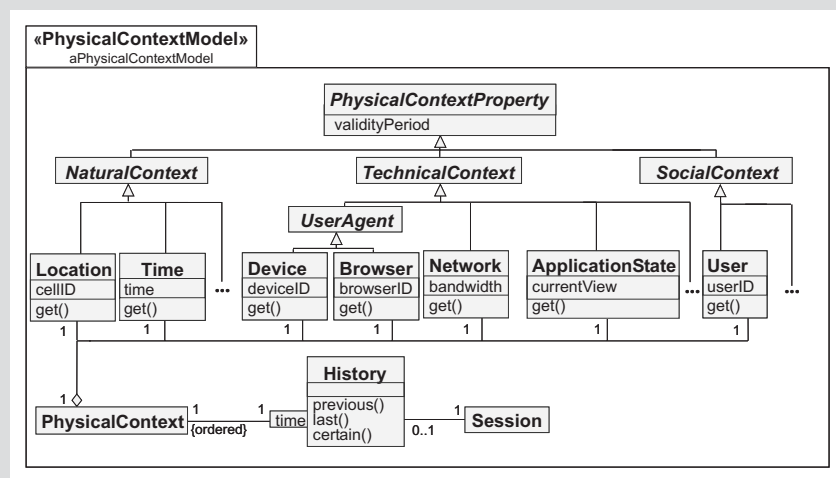 «PhysicalContextModel»
aPhysicalContextModel
PhysicalContextProperty
validityPeriod
NaturalContext
TechnicalContext
SocialContext
UserAgent
Location
cellID
get()
Time
time
get()
...
Device
deviceID
get()
Browser
browserID
get()
Network
bandwidth
get()
ApplicationState
currentView
get()
...
User
userID
get()
...
1
1
1
1
1
1
1
1
PhysicalContext
1
{ordered}
1
time
History
previous()
last()
certain()
0..1
1
Session